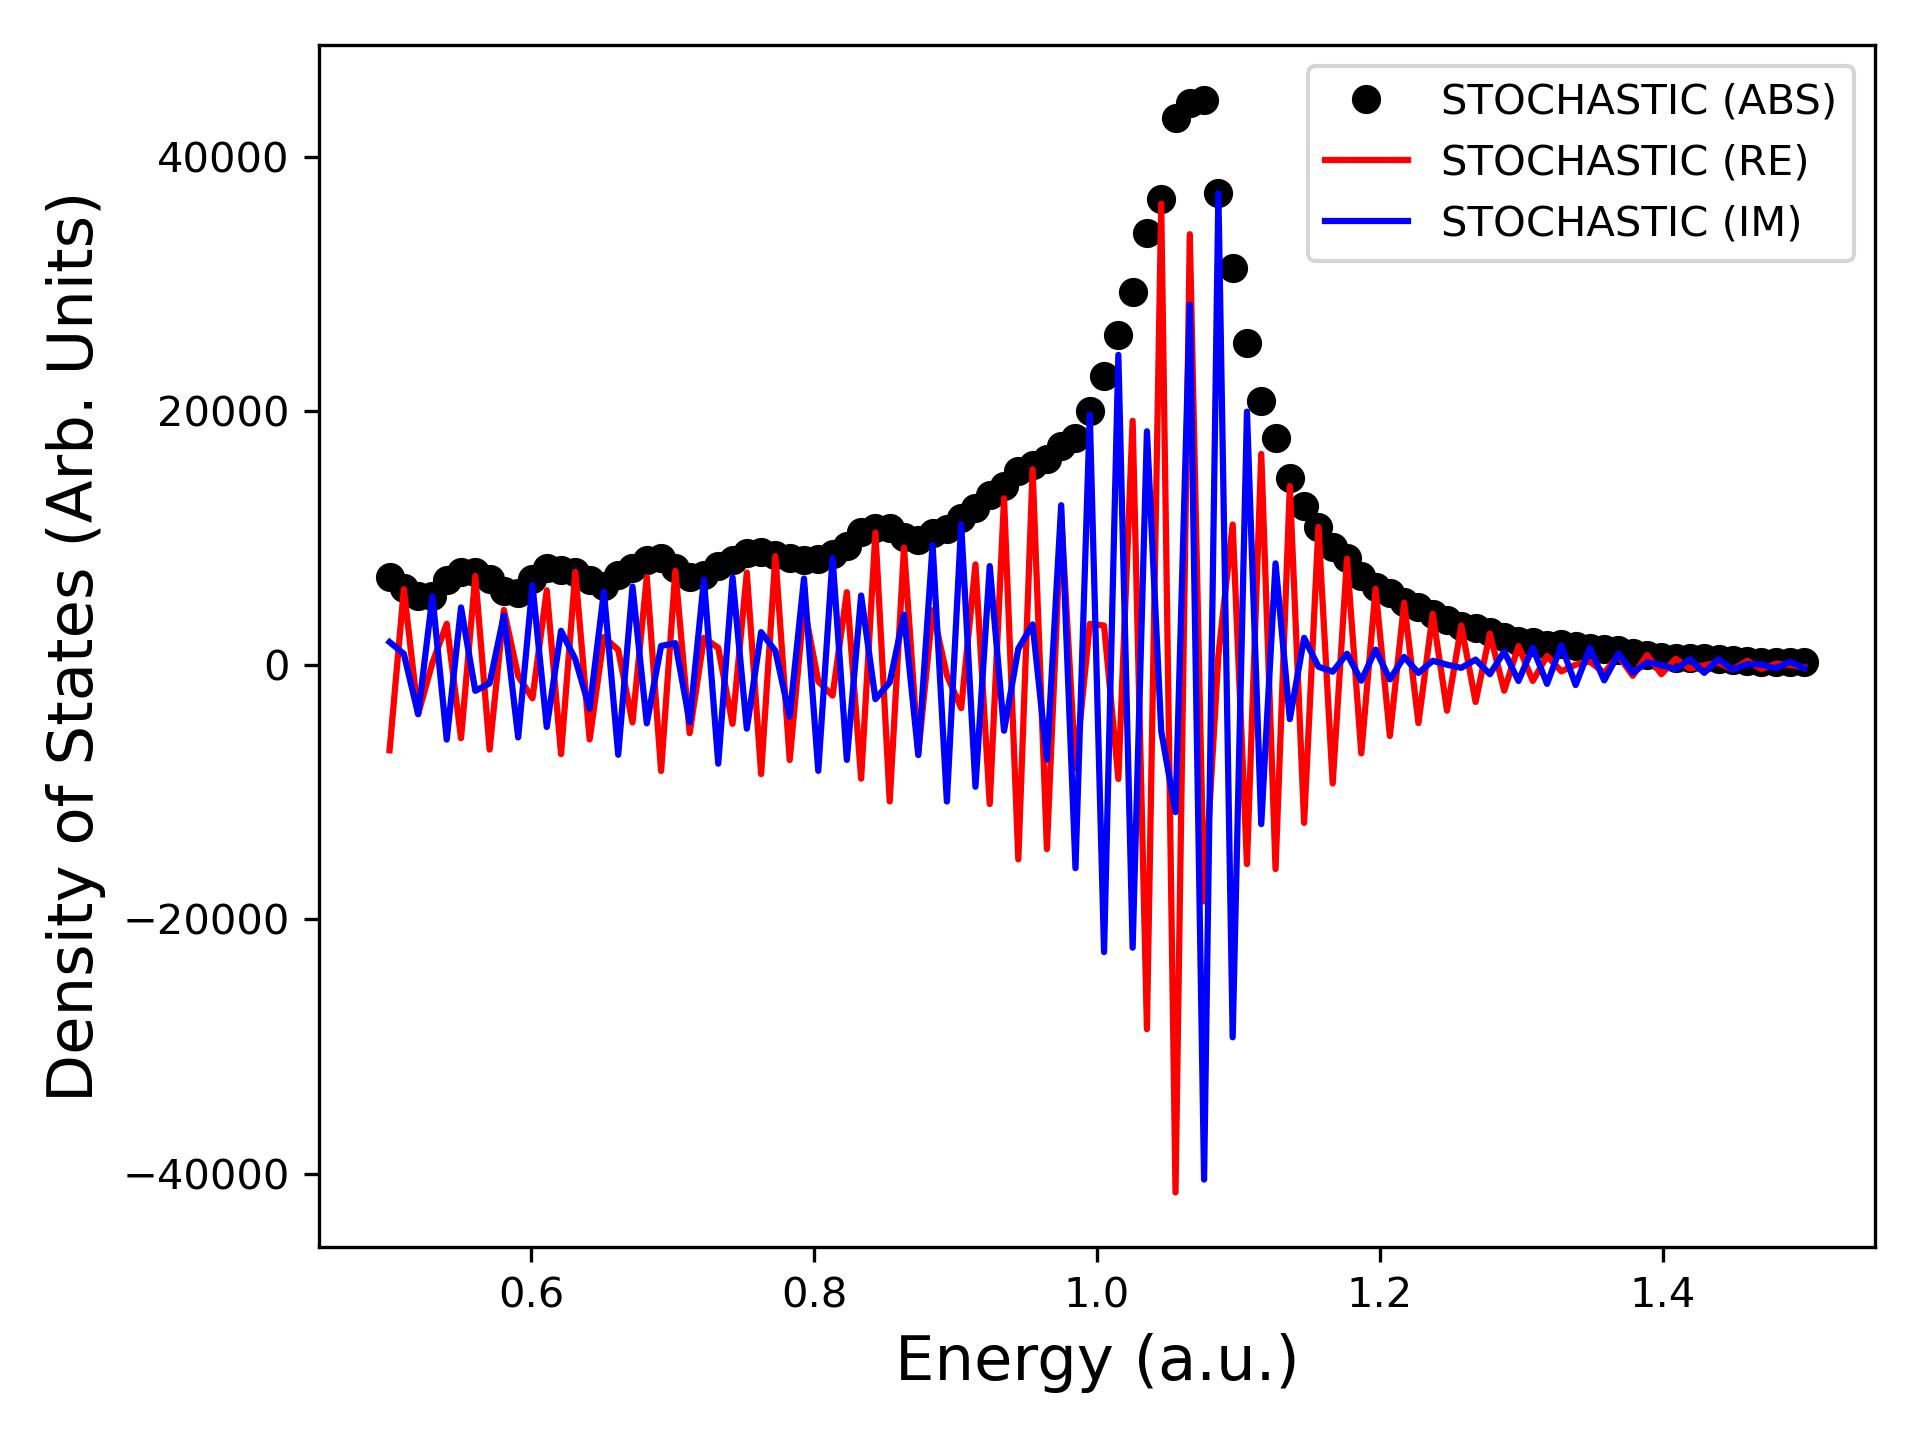 STOCHASTIC (ABS)
STOCHASTIC (RE)
STOCHASTIC (IM)
Density of States (Arb. Units)
40000
20000
0
−20000
−40000
0.6
0.8
1.0
1.2
1.4
Energy (a.u.)